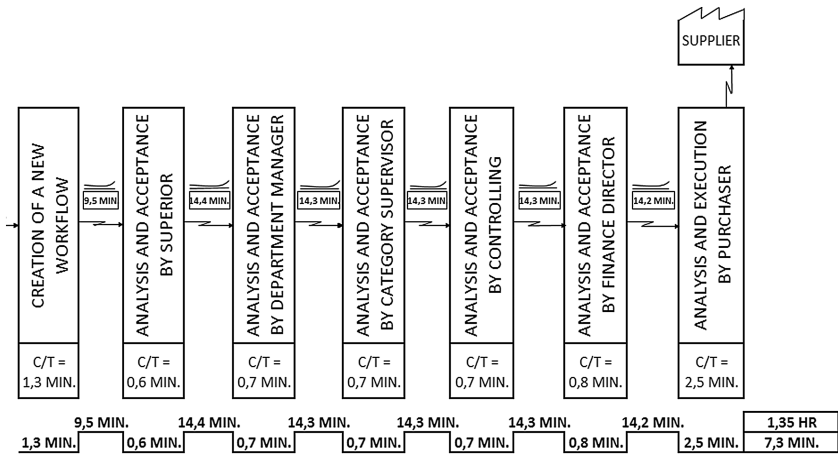 SUPPLIER
CREATION OF A NEW
WORKFLOW
C/T =
1,3 MIN.
9,5 MIN
ANALYSIS AND ACCEPTANCE
BY SUPERIOR
C/T =
0,6 MIN.
14,4 MIN.
ANALYSIS AND ACCEPTANCE
BY DEPARTMENT MANAGER
C/T =
0,7 MIN.
14,3 MIN.
ANALYSIS AND ACCEPTANCE
BY CATEGORY SUPERVISOR
C/T =
0,7 MIN.
14,3 MIN
ANALYSIS AND ACCEPTANCE
BY CONTROLLING
C/T =
0,7 MIN.
14,3 MIN.
ANALYSIS AND ACCEPTANCE
BY FINANCE DIRECTOR
C/T =
0,8 MIN.
14,2 MIN.
ANALYSIS AND EXECUTION
BY PURCHASER
C/T =
2,5 MIN.
9,5 MIN. 14,4 MIN. 14,3 MIN. 14,3 MIN. 14,3 MIN. 14,2 MIN. 1,35 HR
1,3 MIN. 0,6 MIN. 0,7 MIN. 0,7 MIN. 0,7 MIN. 0,8 MIN. 2,5 MIN. 7,3 MIN.